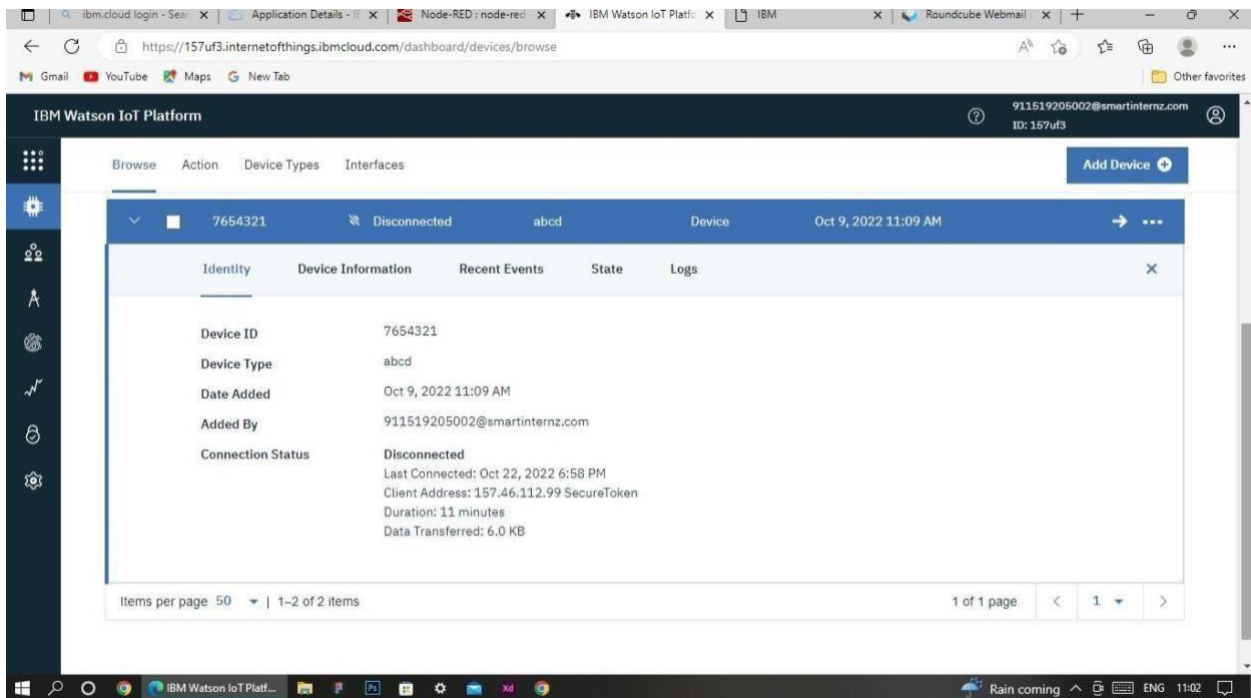 ibm.cloud login - Sear
Application Details - I
Node-RED : node-red
IBM Watson IoT Platfo
IBM
Roundcube Webmail
https://157uf3.internetofthings.ibmcloud.com/dashboard/devices/browse
Gmail YouTube Maps New Tab Other favorites
IBM Watson IoT Platform
911519205002@smartinternz.com
ID: 157uf3
Browse Action Device Types Interfaces Add Device
7654321 Disconnected abcd Device Oct 9, 2022 11:09 AM
Identity Device Information Recent Events State Logs
Device ID 7654321
Device Type abcd
Date Added Oct 9, 2022 11:09 AM
Added By 911519205002@smartinternz.com
Connection Status Disconnected
Last Connected: Oct 22, 2022 6:58 PM
Client Address: 157.46.112.99 SecureToken
Duration: 11 minutes
Data Transferred: 6.0 KB
Items per page 50 | 1–2 of 2 items 1 of 1 page < 1 >
IBM Watson IoT Platf... Ps Xd Rain coming ENG 11:02